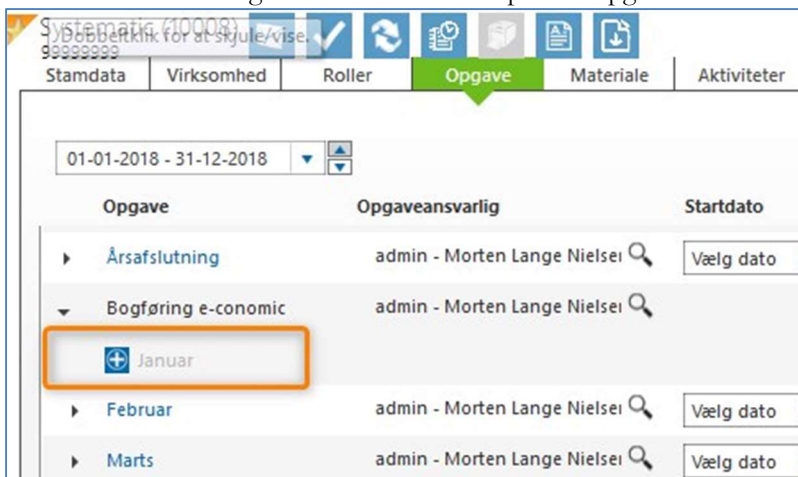 Systematic (10008)
Dobbeltklik for at skjule/vise.
99999999
Stamdata Virksomhed Roller Opgave Materiale Aktiviteter
01-01-2018 - 31-12-2018
Opgave Opgaveansvarlig Startdato
Årsafslutning admin - Morten Lange Nielsei Vælg dato
Bogføring e-conomic admin - Morten Lange Nielsei
Januar
Februar admin - Morten Lange Nielsei Vælg dato
Marts admin - Morten Lange Nielsei Vælg dato